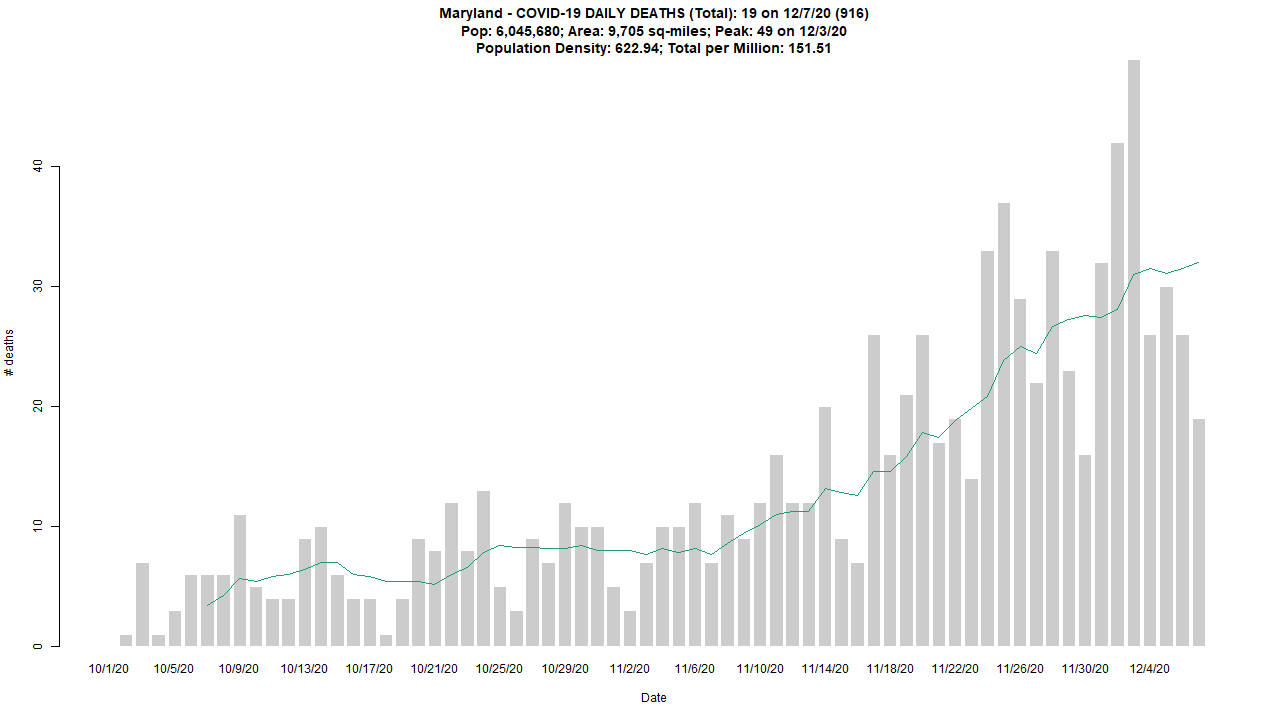 Maryland - COVID-19 DAILY DEATHS (Total): 19 on 12/7/20 (916)
Pop: 6,045,680; Area: 9,705 sq-miles; Peak: 49 on 12/3/20
Population Density: 622.94; Total per Million: 151.51
40
30
20
10
0
# deaths
10/1/20 10/5/20 10/9/20 10/13/20 10/17/20 10/21/20 10/25/20 10/29/20 11/2/20 11/6/20 11/10/20 11/14/20 11/18/20 11/22/20 11/26/20 11/30/20 12/4/20
Date